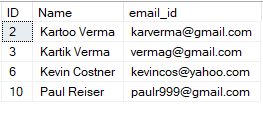 ID Name email_id
2 Kartoo Verma karverma@gmail.com
3 Kartik Verma vermag@gmail.com
6 Kevin Costner kevincos@yahoo.com
10 Paul Reiser paulr999@gmail.com